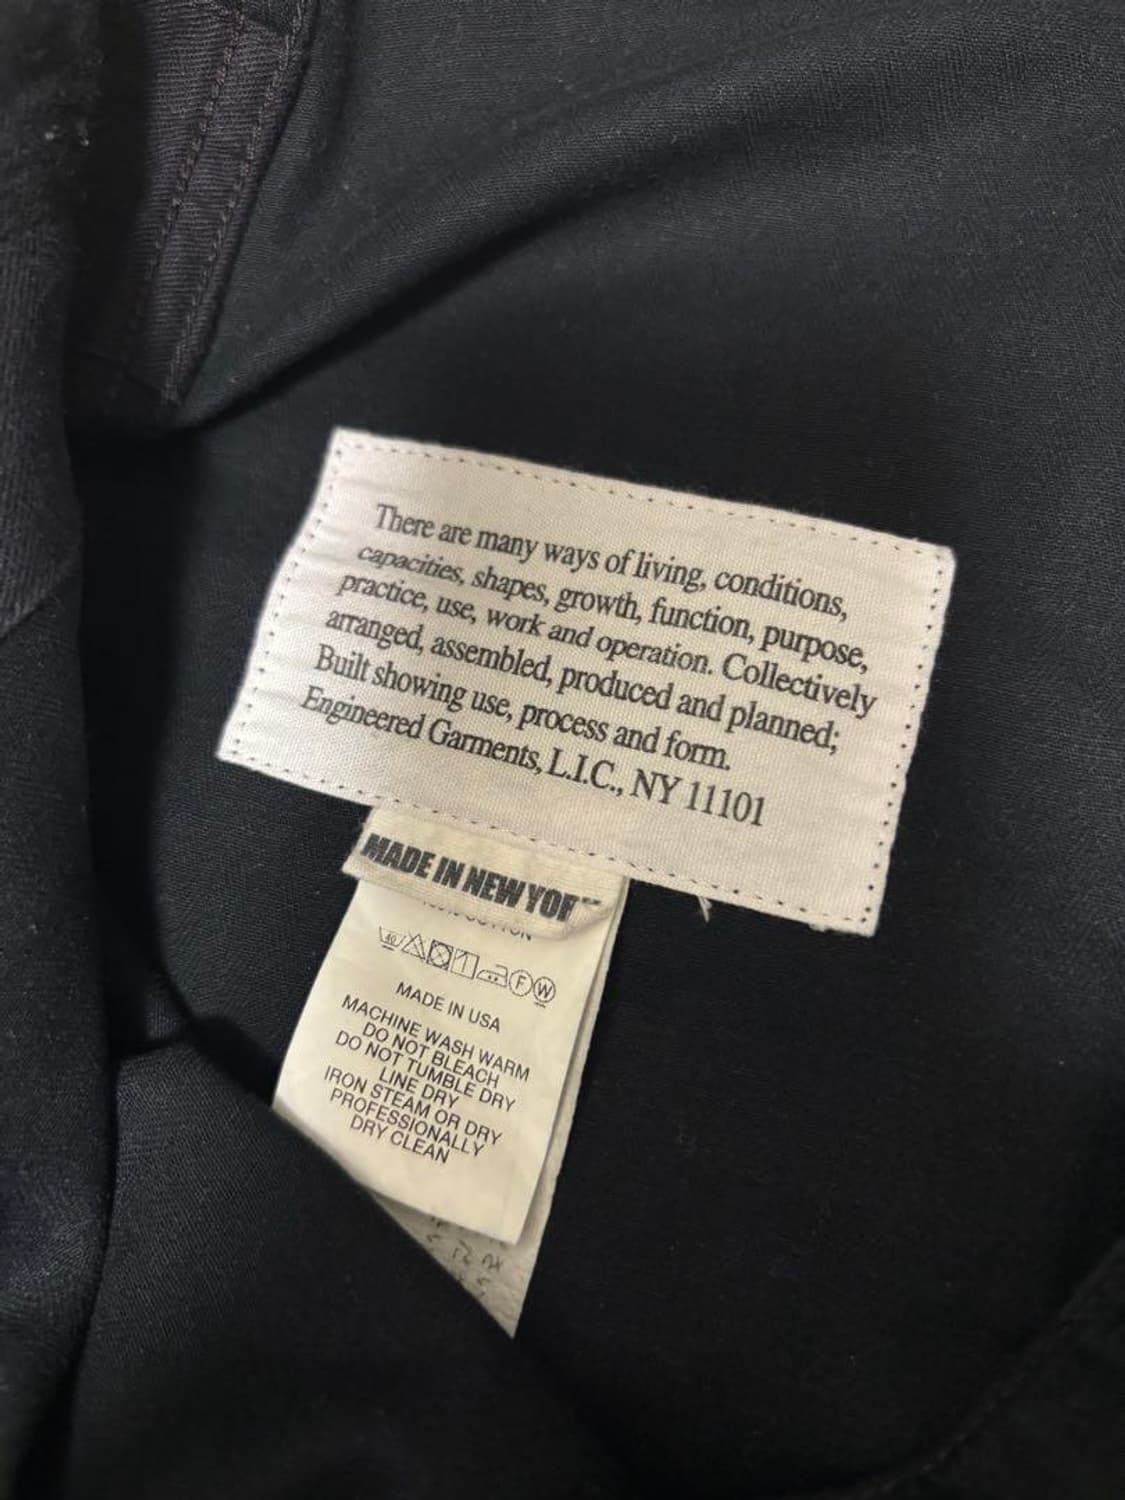 There are many ways of living, conditions,
capacities, shapes, growth, function, purpose,
practice, use, work and operation. Collectively
arranged, assembled, produced and planned;
Built showing use, process and form.
Engineered Garments, L.I.C., NY 11101
MADE IN NEW YOR
COTTON
40 F W
MADE IN USA
MACHINE WASH WARM
DO NOT BLEACH
DO NOT TUMBLE DRY
LINE DRY
IRON STEAM OR DRY
PROFESSIONALLY
DRY CLEAN